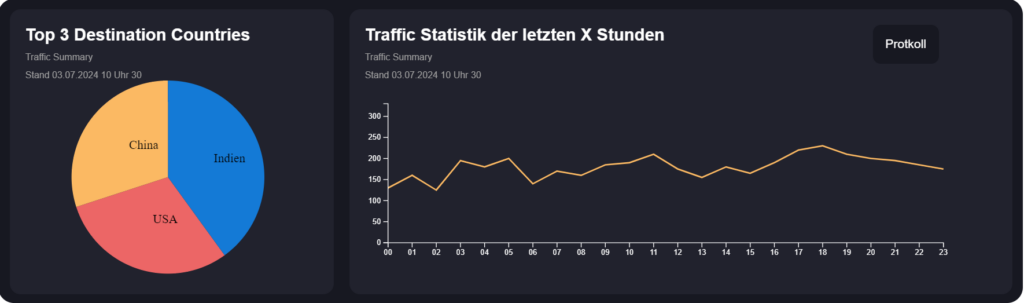 Top 3 Destination Countries
Traffic Summary
Stand 03.07.2024 10 Uhr 30
China
Indien
USA
Traffic Statistik der letzten X Stunden
Traffic Summary
Stand 03.07.2024 10 Uhr 30
Protkoll
300
250
200
150
100
50
0
00 01 02 03 04 05 06 07 08 09 10 11 12 13 14 15 16 17 18 19 20 21 22 23